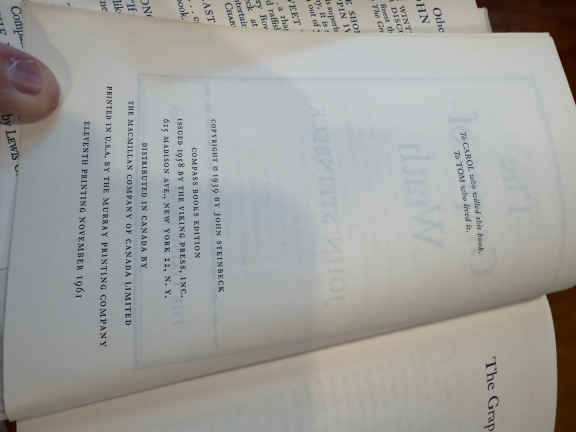 To CAROL who willed this book.
To TOM who lived it.
COPYRIGHT © 1939 BY JOHN STEINBECK
COMPASS BOOKS EDITION
ISSUED 1958 BY THE VIKING PRESS, INC.
625 MADISON AVE., NEW YORK 22, N. Y.
DISTRIBUTED IN CANADA BY
THE MACMILLAN COMPANY OF CANADA LIMITED
PRINTED IN U.S.A. BY THE MURRAY PRINTING COMPANY
ELEVENTH PRINTING NOVEMBER 1961
The Grap
by LEWIS